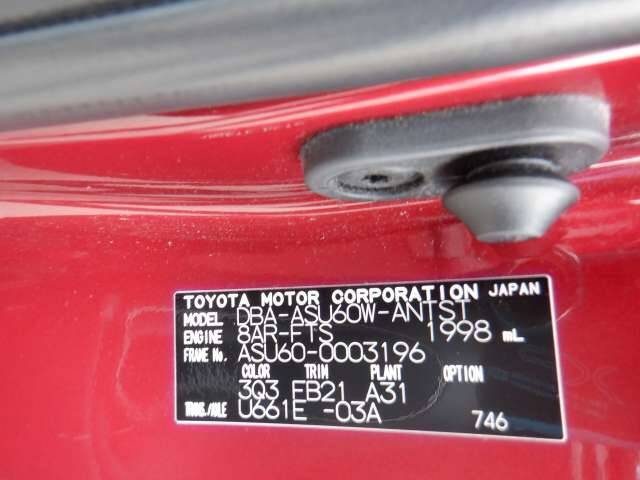 TOYOTA MOTOR CORPORATION JAPAN
MODEL DBA-ASU60W-ANTST
ENGINE 8AR-FTS 1998 mL
FRAME No. ASU60-0003196
COLOR TRIM PLANT OPTION
3Q3 FB21 A31
TRANS./AXLE U661E -03A
746